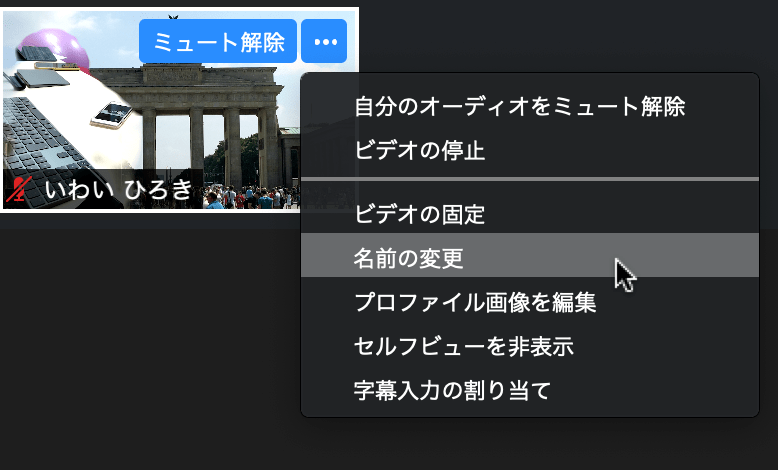 ミュート解除 •••
自分のオーディオをミュート解除
ビデオの停止
いわい ひろき
ビデオの固定
名前の変更
プロファイル画像を編集
セルフビューを非表示
字幕入力の割り当て